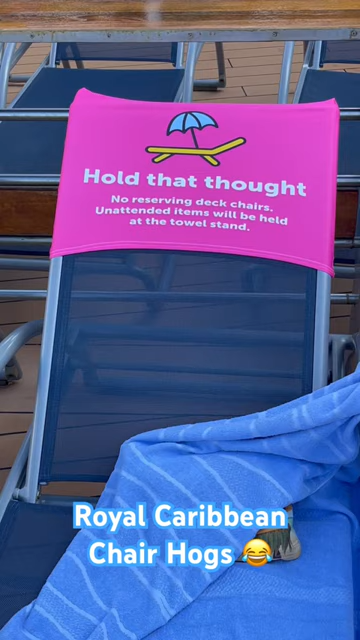 Hold that thought
No reserving deck chairs.
Unattended items will be held
at the towel stand.
Royal Caribbean
Chair Hogs 😂